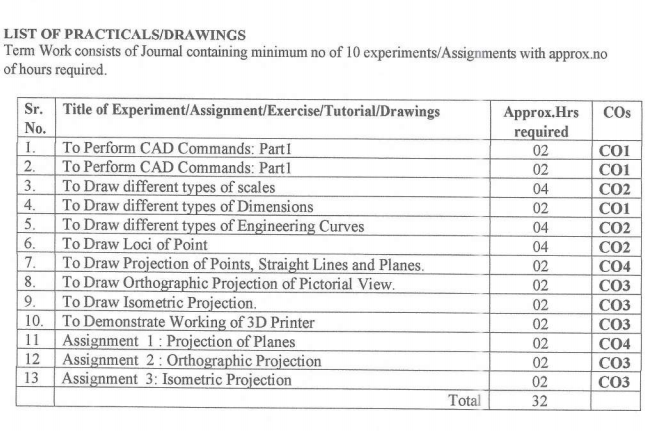 LIST OF PRACTICALS/DRAWINGS
Term Work consists of Journal containing minimum no of 10 experiments/Assignments with approx.no
of hours required.
Sr. No. Title of Experiment/Assignment/Exercise/Tutorial/Drawings Approx.Hrs required COs
1. To Perform CAD Commands: Part1 02 CO1
2. To Perform CAD Commands: Part1 02 CO1
3. To Draw different types of scales 04 CO2
4. To Draw different types of Dimensions 02 CO1
5. To Draw different types of Engineering Curves 04 CO2
6. To Draw Loci of Point 04 CO2
7. To Draw Projection of Points, Straight Lines and Planes. 02 CO4
8. To Draw Orthographic Projection of Pictorial View. 02 CO3
9. To Draw Isometric Projection. 02 CO3
10. To Demonstrate Working of 3D Printer 02 CO3
11 Assignment 1 : Projection of Planes 02 CO4
12 Assignment 2 : Orthographic Projection 02 CO3
13 Assignment 3: Isometric Projection 02 CO3
Total 32